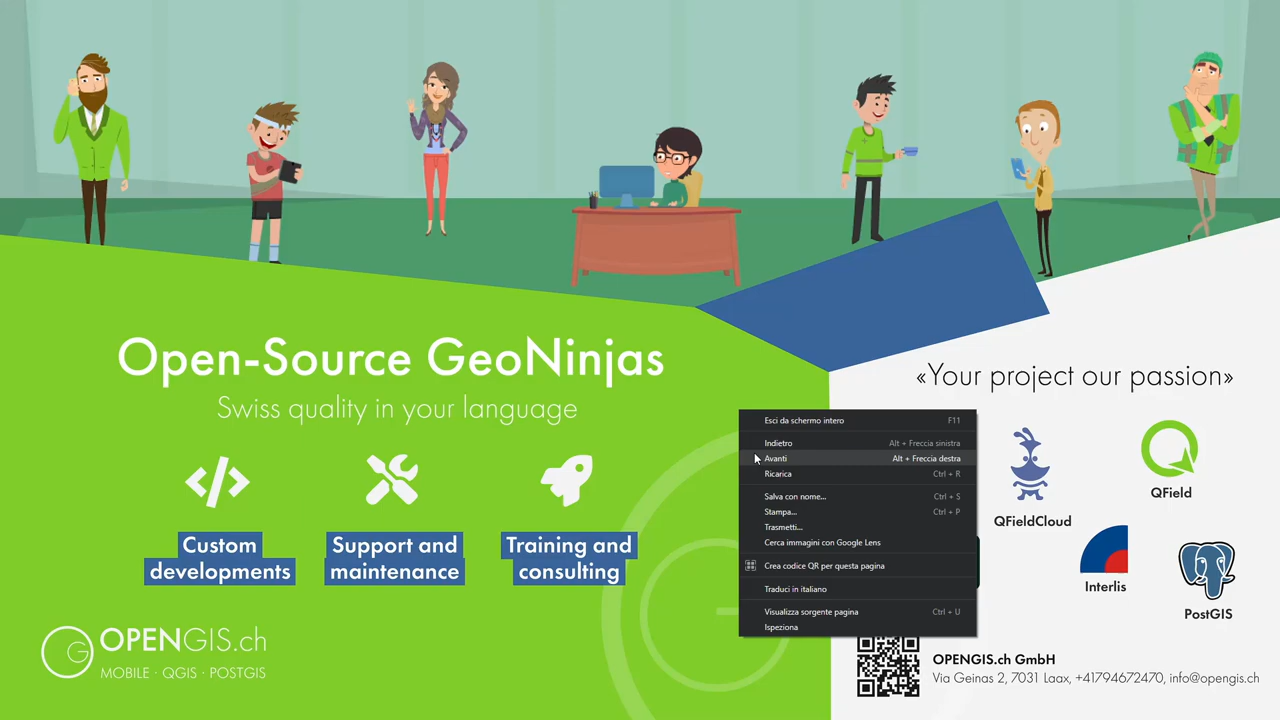 Open-Source GeoNinjas
Swiss quality in your language
Custom
developments
Support and
maintenance
Training and
consulting
OPENGIS.ch
MOBILE · QGIS · POSTGIS
«Your project our passion»
Esci da schermo intero F11
Indietro Alt + Freccia sinistra
Avanti Alt + Freccia destra
Ricarica Ctrl + R
Salva con nome... Ctrl + S
Stampa... Ctrl + P
Trasmetti...
Cerca immagini con Google Lens
Crea codice QR per questa pagina
Traduci in italiano
Visualizza sorgente pagina Ctrl + U
Ispeziona
QFieldCloud
QField
Interlis
PostGIS
OPENGIS.ch GmbH
Via Geinas 2, 7031 Laax, +41794672470, info@opengis.ch